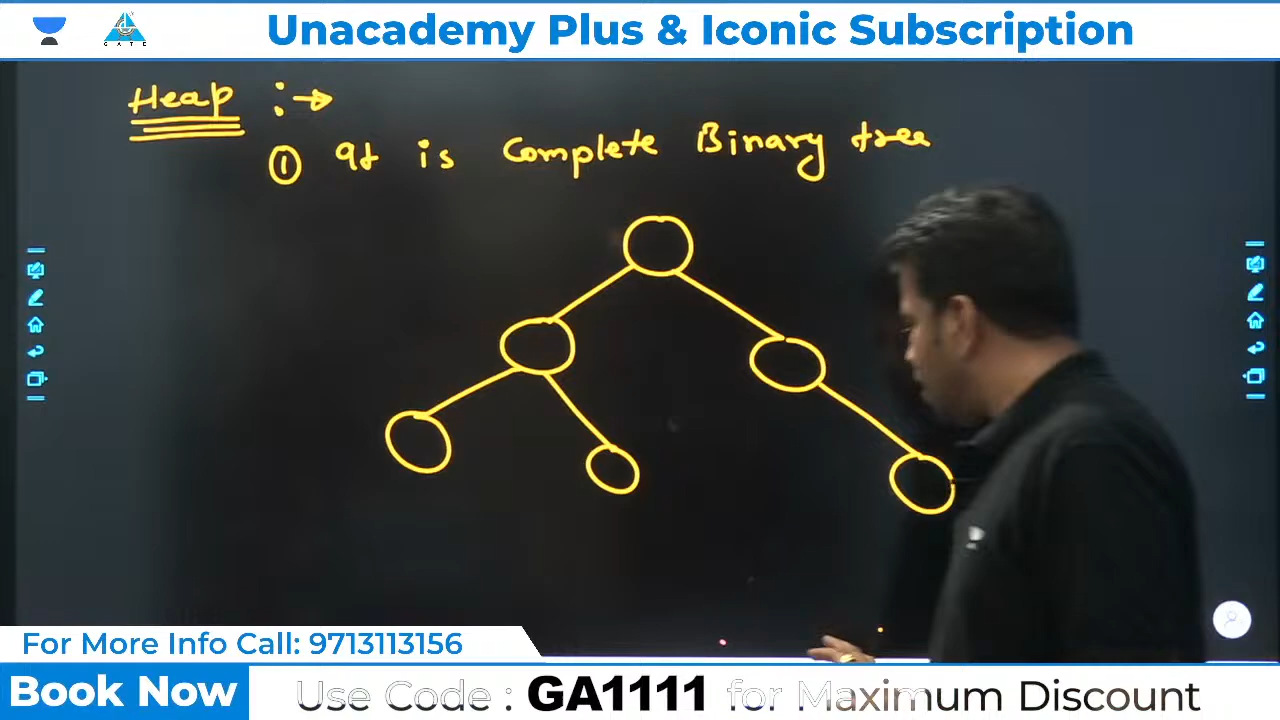 Unacademy Plus & Iconic Subscription
GATE
Heap :→
① It is Complete Binary tree
For More Info Call: 9713113156
Book Now
Use Code : GA1111 for Maximum Discount